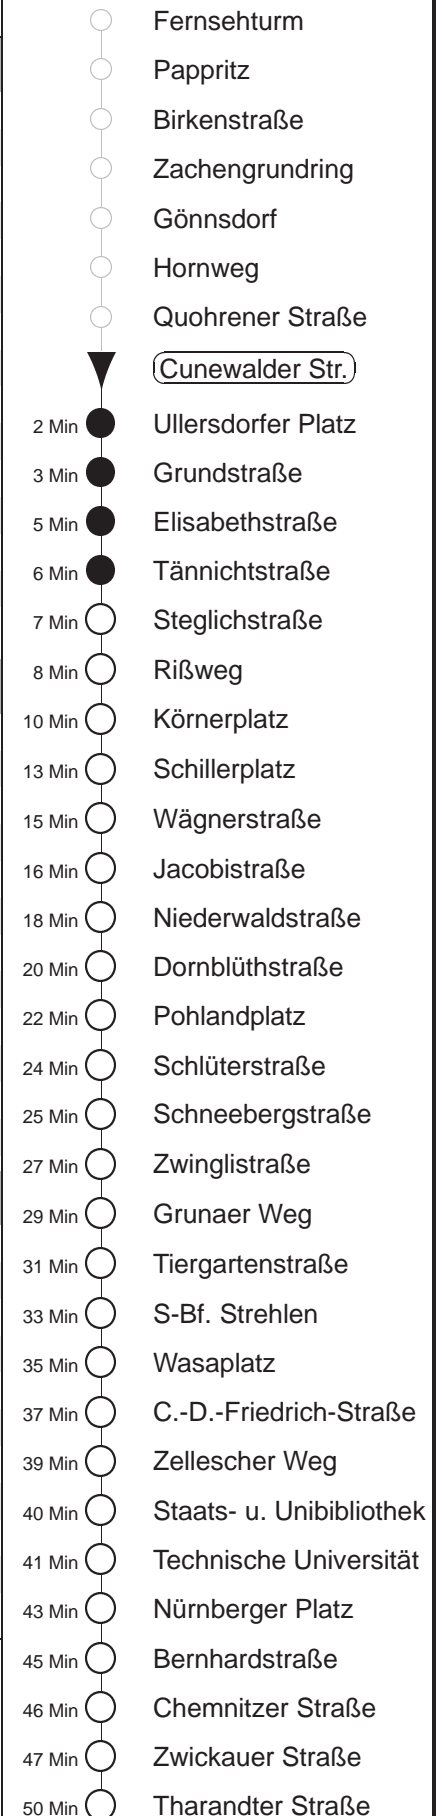 Fernsehturm
Pappritz
Birkenstraße
Zachengrundring
Gönnsdorf
Hornweg
Quohrener Straße
Cunewalder Str.
2 Min Ullersdorfer Platz
3 Min Grundstraße
5 Min Elisabethstraße
6 Min Tännichtstraße
7 Min Steglichstraße
8 Min Rißweg
10 Min Körnerplatz
13 Min Schillerplatz
15 Min Wägnerstraße
16 Min Jacobistraße
18 Min Niederwaldstraße
20 Min Dornblüthstraße
22 Min Pohlandplatz
24 Min Schlüterstraße
25 Min Schneebergstraße
27 Min Zwinglistraße
29 Min Grunaer Weg
31 Min Tiergartenstraße
33 Min S-Bf. Strehlen
35 Min Wasaplatz
37 Min C.-D.-Friedrich-Straße
39 Min Zellescher Weg
40 Min Staats- u. Unibibliothek
41 Min Technische Universität
43 Min Nürnberger Platz
45 Min Bernhardstraße
46 Min Chemnitzer Straße
47 Min Zwickauer Straße
50 Min Tharandter Straße